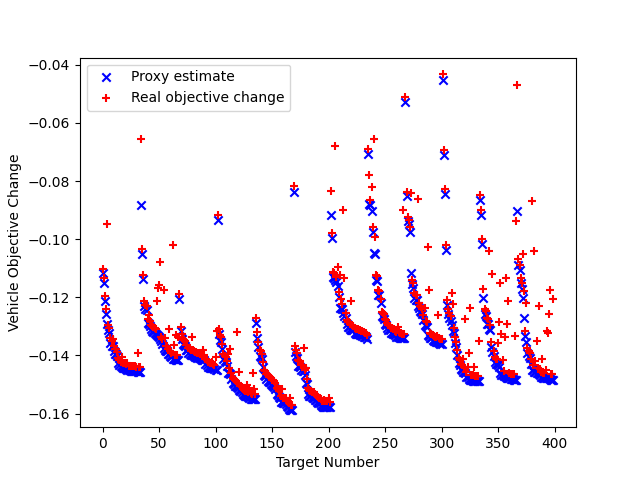 −0.04
−0.06
−0.08
−0.10
−0.12
−0.14
−0.16
Vehicle Objective Change
Proxy estimate
Real objective change
0 50 100 150 200 250 300 350 400
Target Number